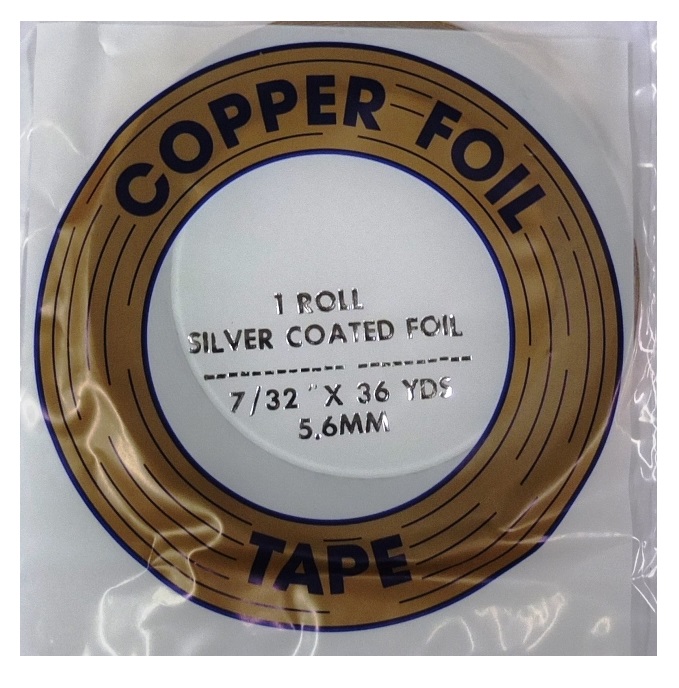 COPPER FOIL
1 ROLL
SILVER COATED FOIL
7/32" X 36 YDS
5.6MM
TAPE